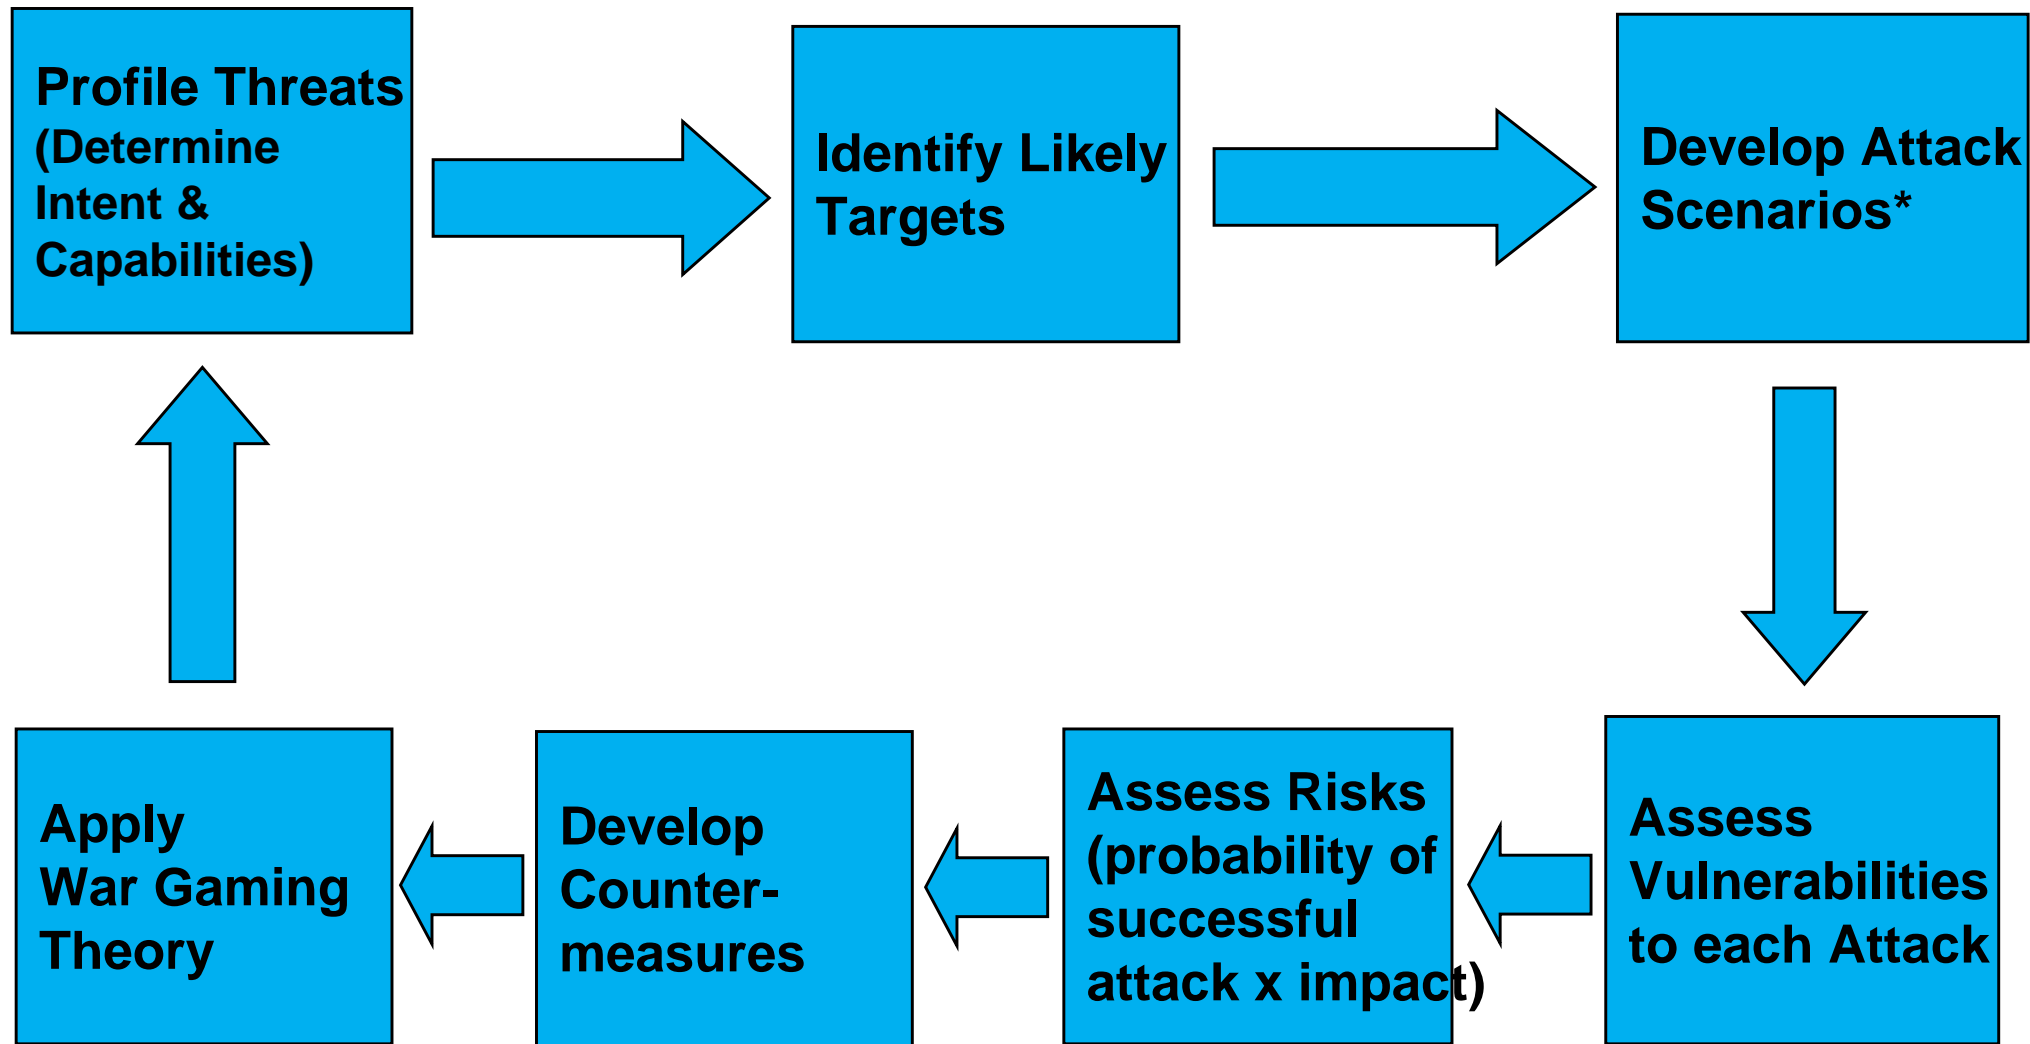 Profile Threats
(Determine
Intent &
Capabilities)
Identify Likely
Targets
Develop Attack
Scenarios*
Apply
War Gaming
Theory
Develop
Counter-
measures
Assess Risks
(probability of
successful
attack x impact)
Assess
Vulnerabilities
to each Attack